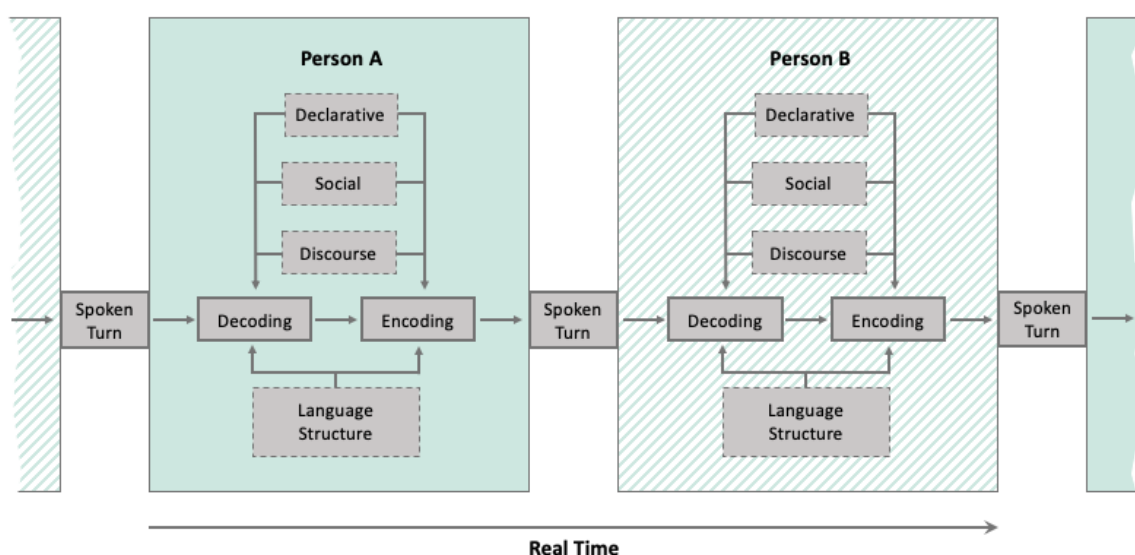 Person A
Person B
Declarative
Declarative
Social
Social
Discourse
Discourse
Spoken
Turn
Decoding
Encoding
Spoken
Turn
Decoding
Encoding
Spoken
Turn
Language
Structure
Language
Structure
Real Time